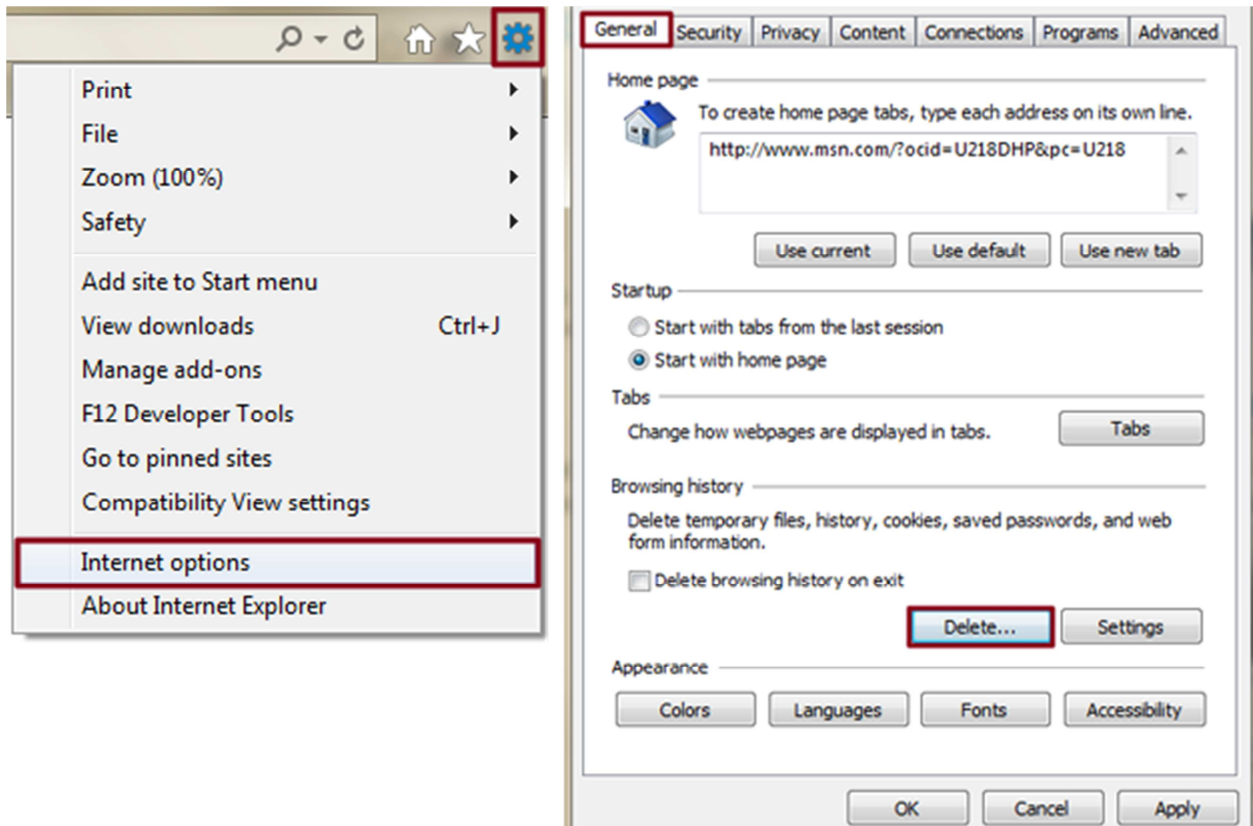 Print
File
Zoom (100%)
Safety
Add site to Start menu
View downloads Ctrl+J
Manage add-ons
F12 Developer Tools
Go to pinned sites
Compatibility View settings
Internet options
About Internet Explorer
General Security Privacy Content Connections Programs Advanced
Home page
To create home page tabs, type each address on its own line.
http://www.msn.com/?ocid=U218DHP&pc=U218
Use current Use default Use new tab
Startup
Start with tabs from the last session
Start with home page
Tabs
Change how webpages are displayed in tabs. Tabs
Browsing history
Delete temporary files, history, cookies, saved passwords, and web
form information.
Delete browsing history on exit
Delete... Settings
Appearance
Colors Languages Fonts Accessibility
OK Cancel Apply